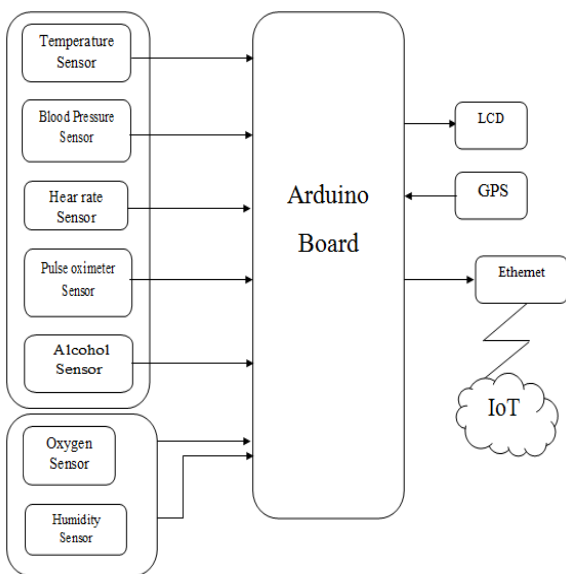 Temperature
Sensor
Blood Pressure
Sensor
Hear rate
Sensor
Pulse oximeter
Sensor
Alcohol
Sensor
Oxygen
Sensor
Humidity
Sensor
Arduino
Board
LCD
GPS
Ethernet
IoT